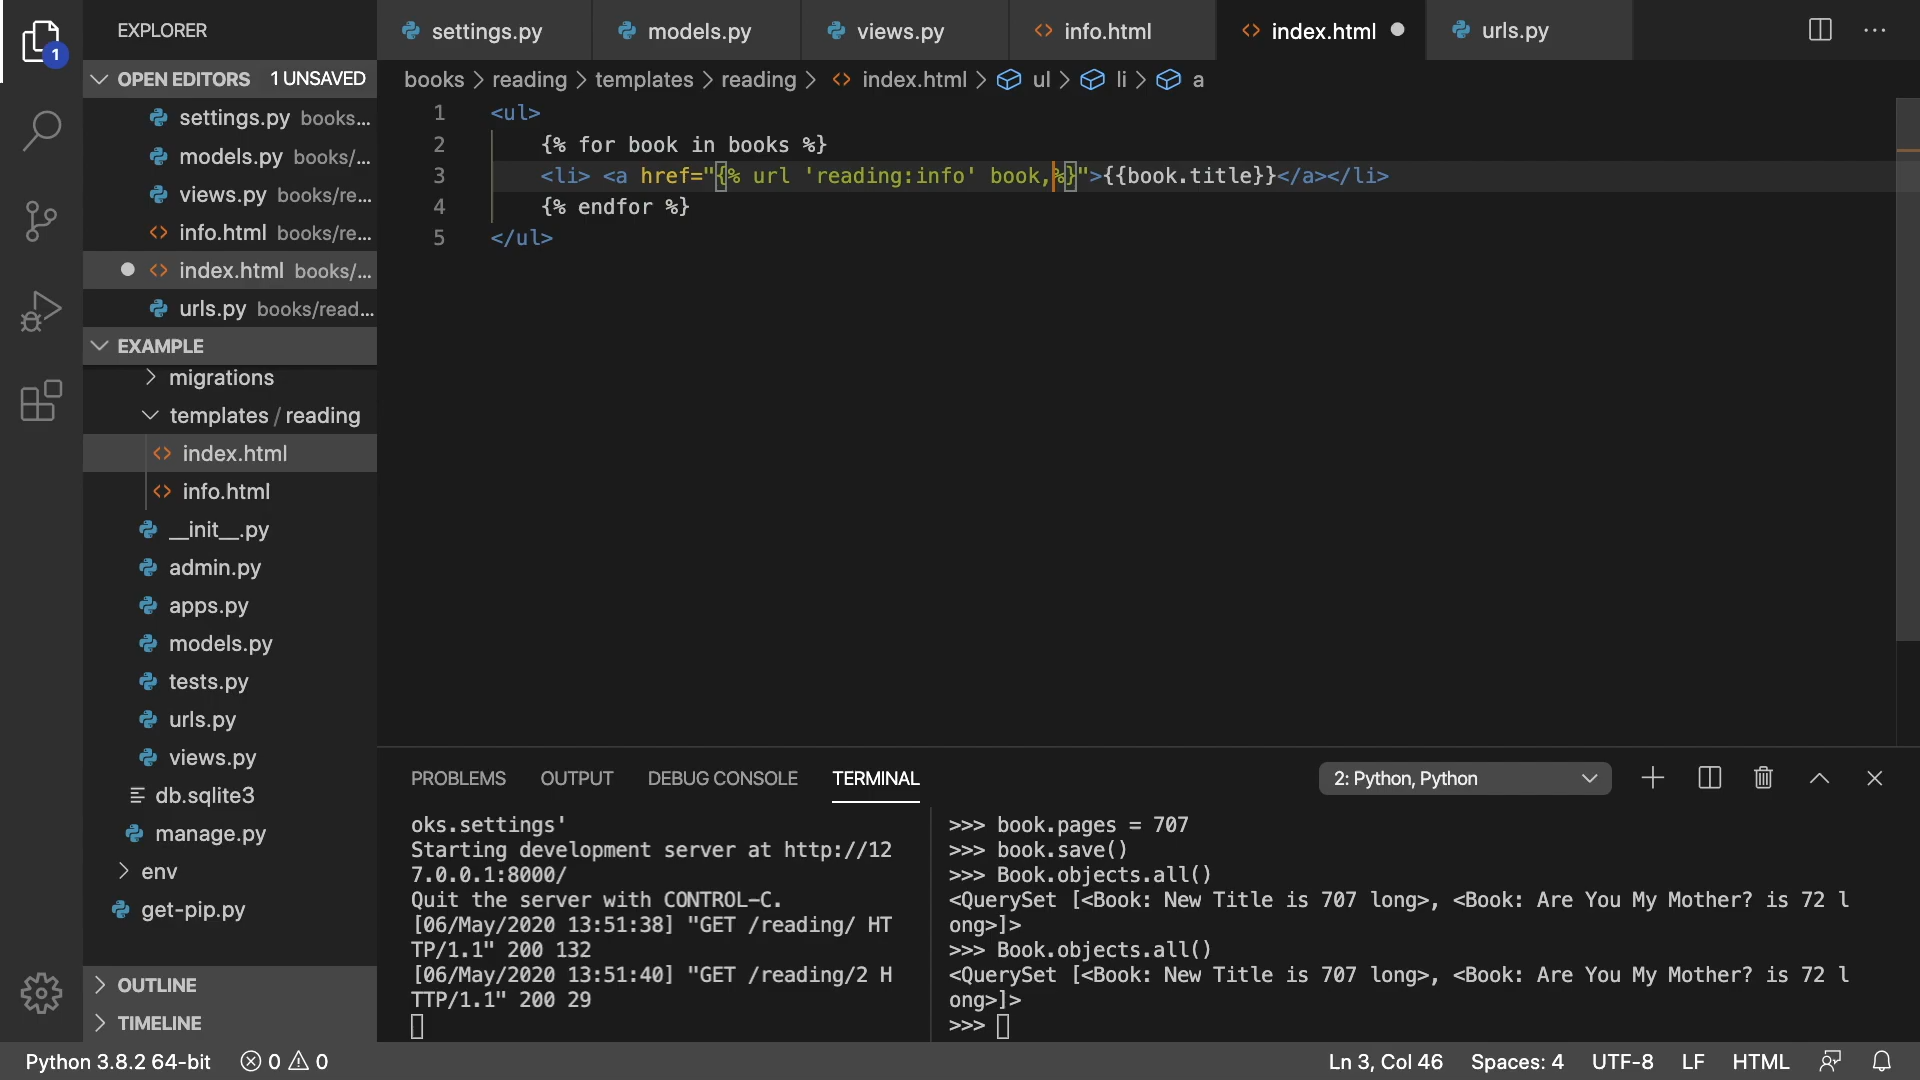 EXPLORER
settings.py
models.py
views.py
info.html
index.html
urls.py
OPEN EDITORS 1 UNSAVED
settings.py books...
models.py books/...
views.py books/re...
info.html books/re...
index.html books/...
urls.py books/read...
EXAMPLE
migrations
templates / reading
index.html
info.html
__init__.py
admin.py
apps.py
models.py
tests.py
urls.py
views.py
db.sqlite3
manage.py
env
get-pip.py
OUTLINE
TIMELINE
1
books > reading > templates > reading > index.html > ul > li > a
1 <ul>
2 {% for book in books %}
3 <li> <a href="{% url 'reading:info' book,%}">{{book.title}}</a></li>
4 {% endfor %}
5 </ul>
PROBLEMS OUTPUT DEBUG CONSOLE TERMINAL
2: Python, Python
oks.settings'
Starting development server at http://12
7.0.0.1:8000/
Quit the server with CONTROL-C.
[06/May/2020 13:51:38] "GET /reading/ HT
TP/1.1" 200 132
[06/May/2020 13:51:40] "GET /reading/2 H
TTP/1.1" 200 29
>>> book.pages = 707
>>> book.save()
>>> Book.objects.all()
<QuerySet [<Book: New Title is 707 long>, <Book: Are You My Mother? is 72 l
ong>]>
>>> Book.objects.all()
<QuerySet [<Book: New Title is 707 long>, <Book: Are You My Mother? is 72 l
ong>]>
>>>
Python 3.8.2 64-bit 0 0
Ln 3, Col 46 Spaces: 4 UTF-8 LF HTML